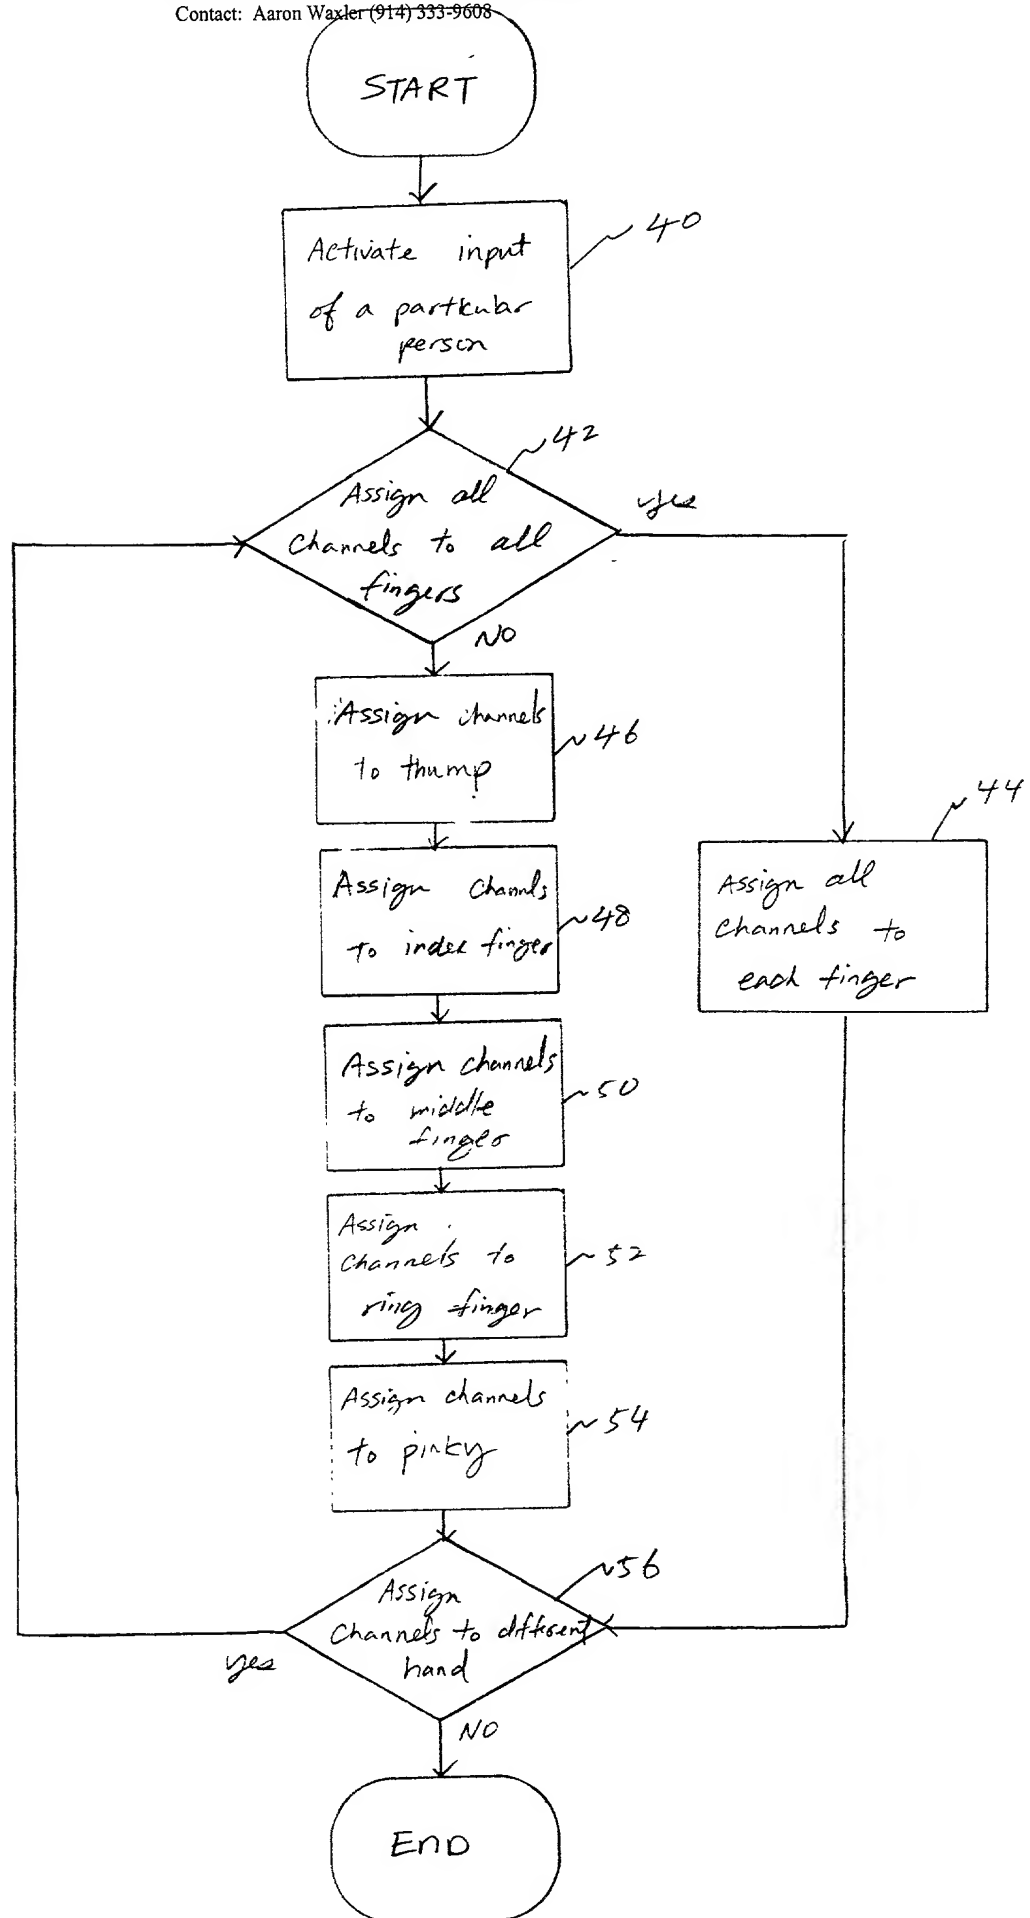 Contact: Aaron Waxler (914) 333-9608
START
Activate input
of a particular
person
40
42
Assign all
channels to all
fingers
yes
NO
Assign channels
to thump
46
44
Assign all
channels to
each finger
Assign channels
to index finger
48
Assign channels
to middle
finger
50
Assign
channels to
ring finger
52
Assign channels
to pinky
54
56
Assign
channels to different
hand
yes
NO
END